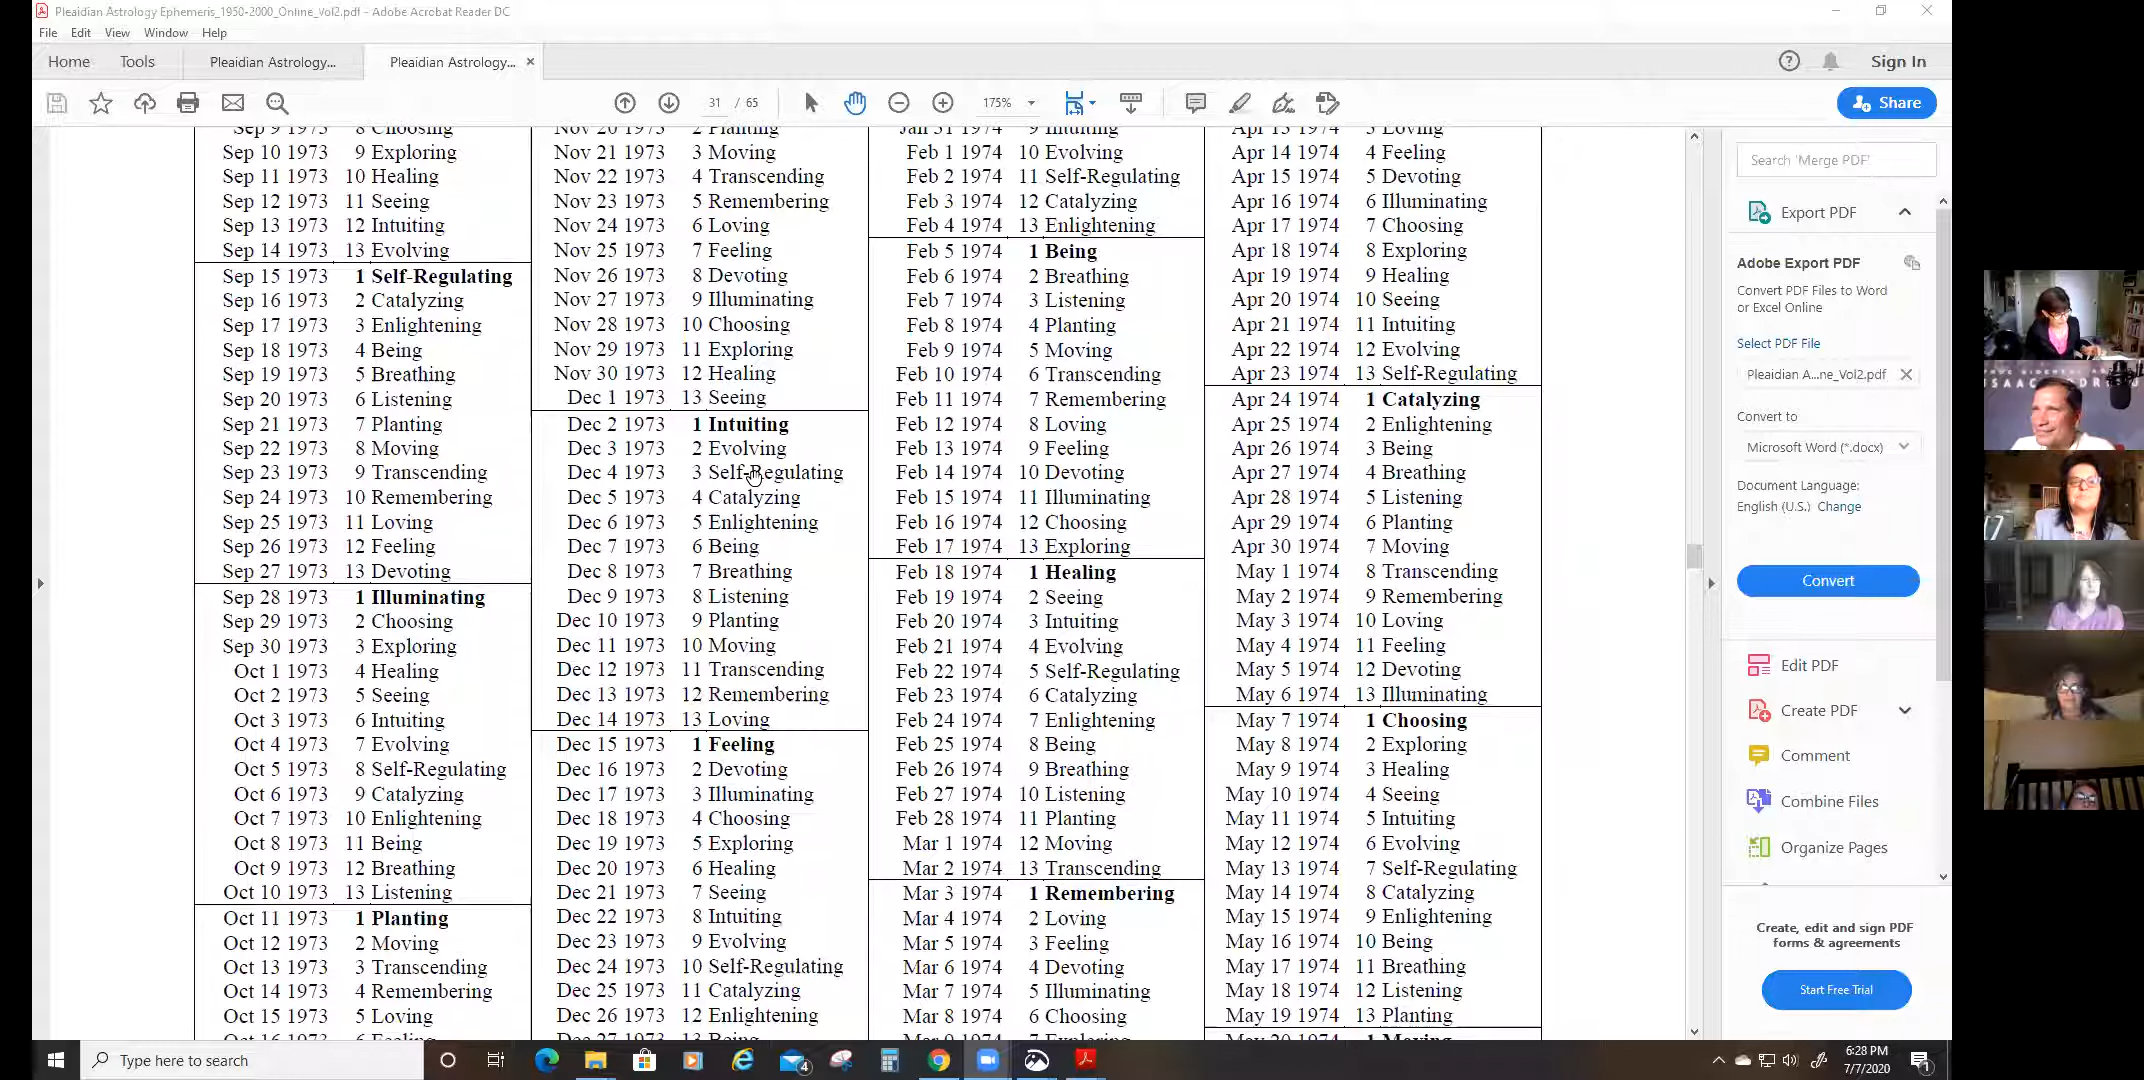 Pleaidian Astrology Ephemeris_1950-2000_Online_Vol2.pdf - Adobe Acrobat Reader DC
File Edit View Window Help
Home Tools Pleaidian Astrology... Pleaidian Astrology... × Sign In
31 / 65 175% Share
Sep 9 1973 8 Choosing
Sep 10 1973 9 Exploring
Sep 11 1973 10 Healing
Sep 12 1973 11 Seeing
Sep 13 1973 12 Intuiting
Sep 14 1973 13 Evolving
Sep 15 1973 1 Self-Regulating
Sep 16 1973 2 Catalyzing
Sep 17 1973 3 Enlightening
Sep 18 1973 4 Being
Sep 19 1973 5 Breathing
Sep 20 1973 6 Listening
Sep 21 1973 7 Planting
Sep 22 1973 8 Moving
Sep 23 1973 9 Transcending
Sep 24 1973 10 Remembering
Sep 25 1973 11 Loving
Sep 26 1973 12 Feeling
Sep 27 1973 13 Devoting
Sep 28 1973 1 Illuminating
Sep 29 1973 2 Choosing
Sep 30 1973 3 Exploring
Oct 1 1973 4 Healing
Oct 2 1973 5 Seeing
Oct 3 1973 6 Intuiting
Oct 4 1973 7 Evolving
Oct 5 1973 8 Self-Regulating
Oct 6 1973 9 Catalyzing
Oct 7 1973 10 Enlightening
Oct 8 1973 11 Being
Oct 9 1973 12 Breathing
Oct 10 1973 13 Listening
Oct 11 1973 1 Planting
Oct 12 1973 2 Moving
Oct 13 1973 3 Transcending
Oct 14 1973 4 Remembering
Oct 15 1973 5 Loving
Oct 16 1973 6 Feeling
Nov 20 1973 2 Planting
Nov 21 1973 3 Moving
Nov 22 1973 4 Transcending
Nov 23 1973 5 Remembering
Nov 24 1973 6 Loving
Nov 25 1973 7 Feeling
Nov 26 1973 8 Devoting
Nov 27 1973 9 Illuminating
Nov 28 1973 10 Choosing
Nov 29 1973 11 Exploring
Nov 30 1973 12 Healing
Dec 1 1973 13 Seeing
Dec 2 1973 1 Intuiting
Dec 3 1973 2 Evolving
Dec 4 1973 3 Self-Regulating
Dec 5 1973 4 Catalyzing
Dec 6 1973 5 Enlightening
Dec 7 1973 6 Being
Dec 8 1973 7 Breathing
Dec 9 1973 8 Listening
Dec 10 1973 9 Planting
Dec 11 1973 10 Moving
Dec 12 1973 11 Transcending
Dec 13 1973 12 Remembering
Dec 14 1973 13 Loving
Dec 15 1973 1 Feeling
Dec 16 1973 2 Devoting
Dec 17 1973 3 Illuminating
Dec 18 1973 4 Choosing
Dec 19 1973 5 Exploring
Dec 20 1973 6 Healing
Dec 21 1973 7 Seeing
Dec 22 1973 8 Intuiting
Dec 23 1973 9 Evolving
Dec 24 1973 10 Self-Regulating
Dec 25 1973 11 Catalyzing
Dec 26 1973 12 Enlightening
Dec 27 1973 13 Being
Jan 31 1974 9 Intuiting
Feb 1 1974 10 Evolving
Feb 2 1974 11 Self-Regulating
Feb 3 1974 12 Catalyzing
Feb 4 1974 13 Enlightening
Feb 5 1974 1 Being
Feb 6 1974 2 Breathing
Feb 7 1974 3 Listening
Feb 8 1974 4 Planting
Feb 9 1974 5 Moving
Feb 10 1974 6 Transcending
Feb 11 1974 7 Remembering
Feb 12 1974 8 Loving
Feb 13 1974 9 Feeling
Feb 14 1974 10 Devoting
Feb 15 1974 11 Illuminating
Feb 16 1974 12 Choosing
Feb 17 1974 13 Exploring
Feb 18 1974 1 Healing
Feb 19 1974 2 Seeing
Feb 20 1974 3 Intuiting
Feb 21 1974 4 Evolving
Feb 22 1974 5 Self-Regulating
Feb 23 1974 6 Catalyzing
Feb 24 1974 7 Enlightening
Feb 25 1974 8 Being
Feb 26 1974 9 Breathing
Feb 27 1974 10 Listening
Feb 28 1974 11 Planting
Mar 1 1974 12 Moving
Mar 2 1974 13 Transcending
Mar 3 1974 1 Remembering
Mar 4 1974 2 Loving
Mar 5 1974 3 Feeling
Mar 6 1974 4 Devoting
Mar 7 1974 5 Illuminating
Mar 8 1974 6 Choosing
Mar 9 1974 7 Exploring
Apr 13 1974 3 Loving
Apr 14 1974 4 Feeling
Apr 15 1974 5 Devoting
Apr 16 1974 6 Illuminating
Apr 17 1974 7 Choosing
Apr 18 1974 8 Exploring
Apr 19 1974 9 Healing
Apr 20 1974 10 Seeing
Apr 21 1974 11 Intuiting
Apr 22 1974 12 Evolving
Apr 23 1974 13 Self-Regulating
Apr 24 1974 1 Catalyzing
Apr 25 1974 2 Enlightening
Apr 26 1974 3 Being
Apr 27 1974 4 Breathing
Apr 28 1974 5 Listening
Apr 29 1974 6 Planting
Apr 30 1974 7 Moving
May 1 1974 8 Transcending
May 2 1974 9 Remembering
May 3 1974 10 Loving
May 4 1974 11 Feeling
May 5 1974 12 Devoting
May 6 1974 13 Illuminating
May 7 1974 1 Choosing
May 8 1974 2 Exploring
May 9 1974 3 Healing
May 10 1974 4 Seeing
May 11 1974 5 Intuiting
May 12 1974 6 Evolving
May 13 1974 7 Self-Regulating
May 14 1974 8 Catalyzing
May 15 1974 9 Enlightening
May 16 1974 10 Being
May 17 1974 11 Breathing
May 18 1974 12 Listening
May 19 1974 13 Planting
May 20 1974 1 Moving
Search 'Merge PDF'
Export PDF
Adobe Export PDF
Convert PDF Files to Word
or Excel Online
Select PDF File
Pleaidian A...ne_Vol2.pdf ×
Convert to
Microsoft Word (*.docx)
Document Language:
English (U.S.) Change
Convert
Edit PDF
Create PDF
Comment
Combine Files
Organize Pages
Create, edit and sign PDF
forms & agreements
Start Free Trial
Type here to search
4
6:28 PM
7/7/2020
1